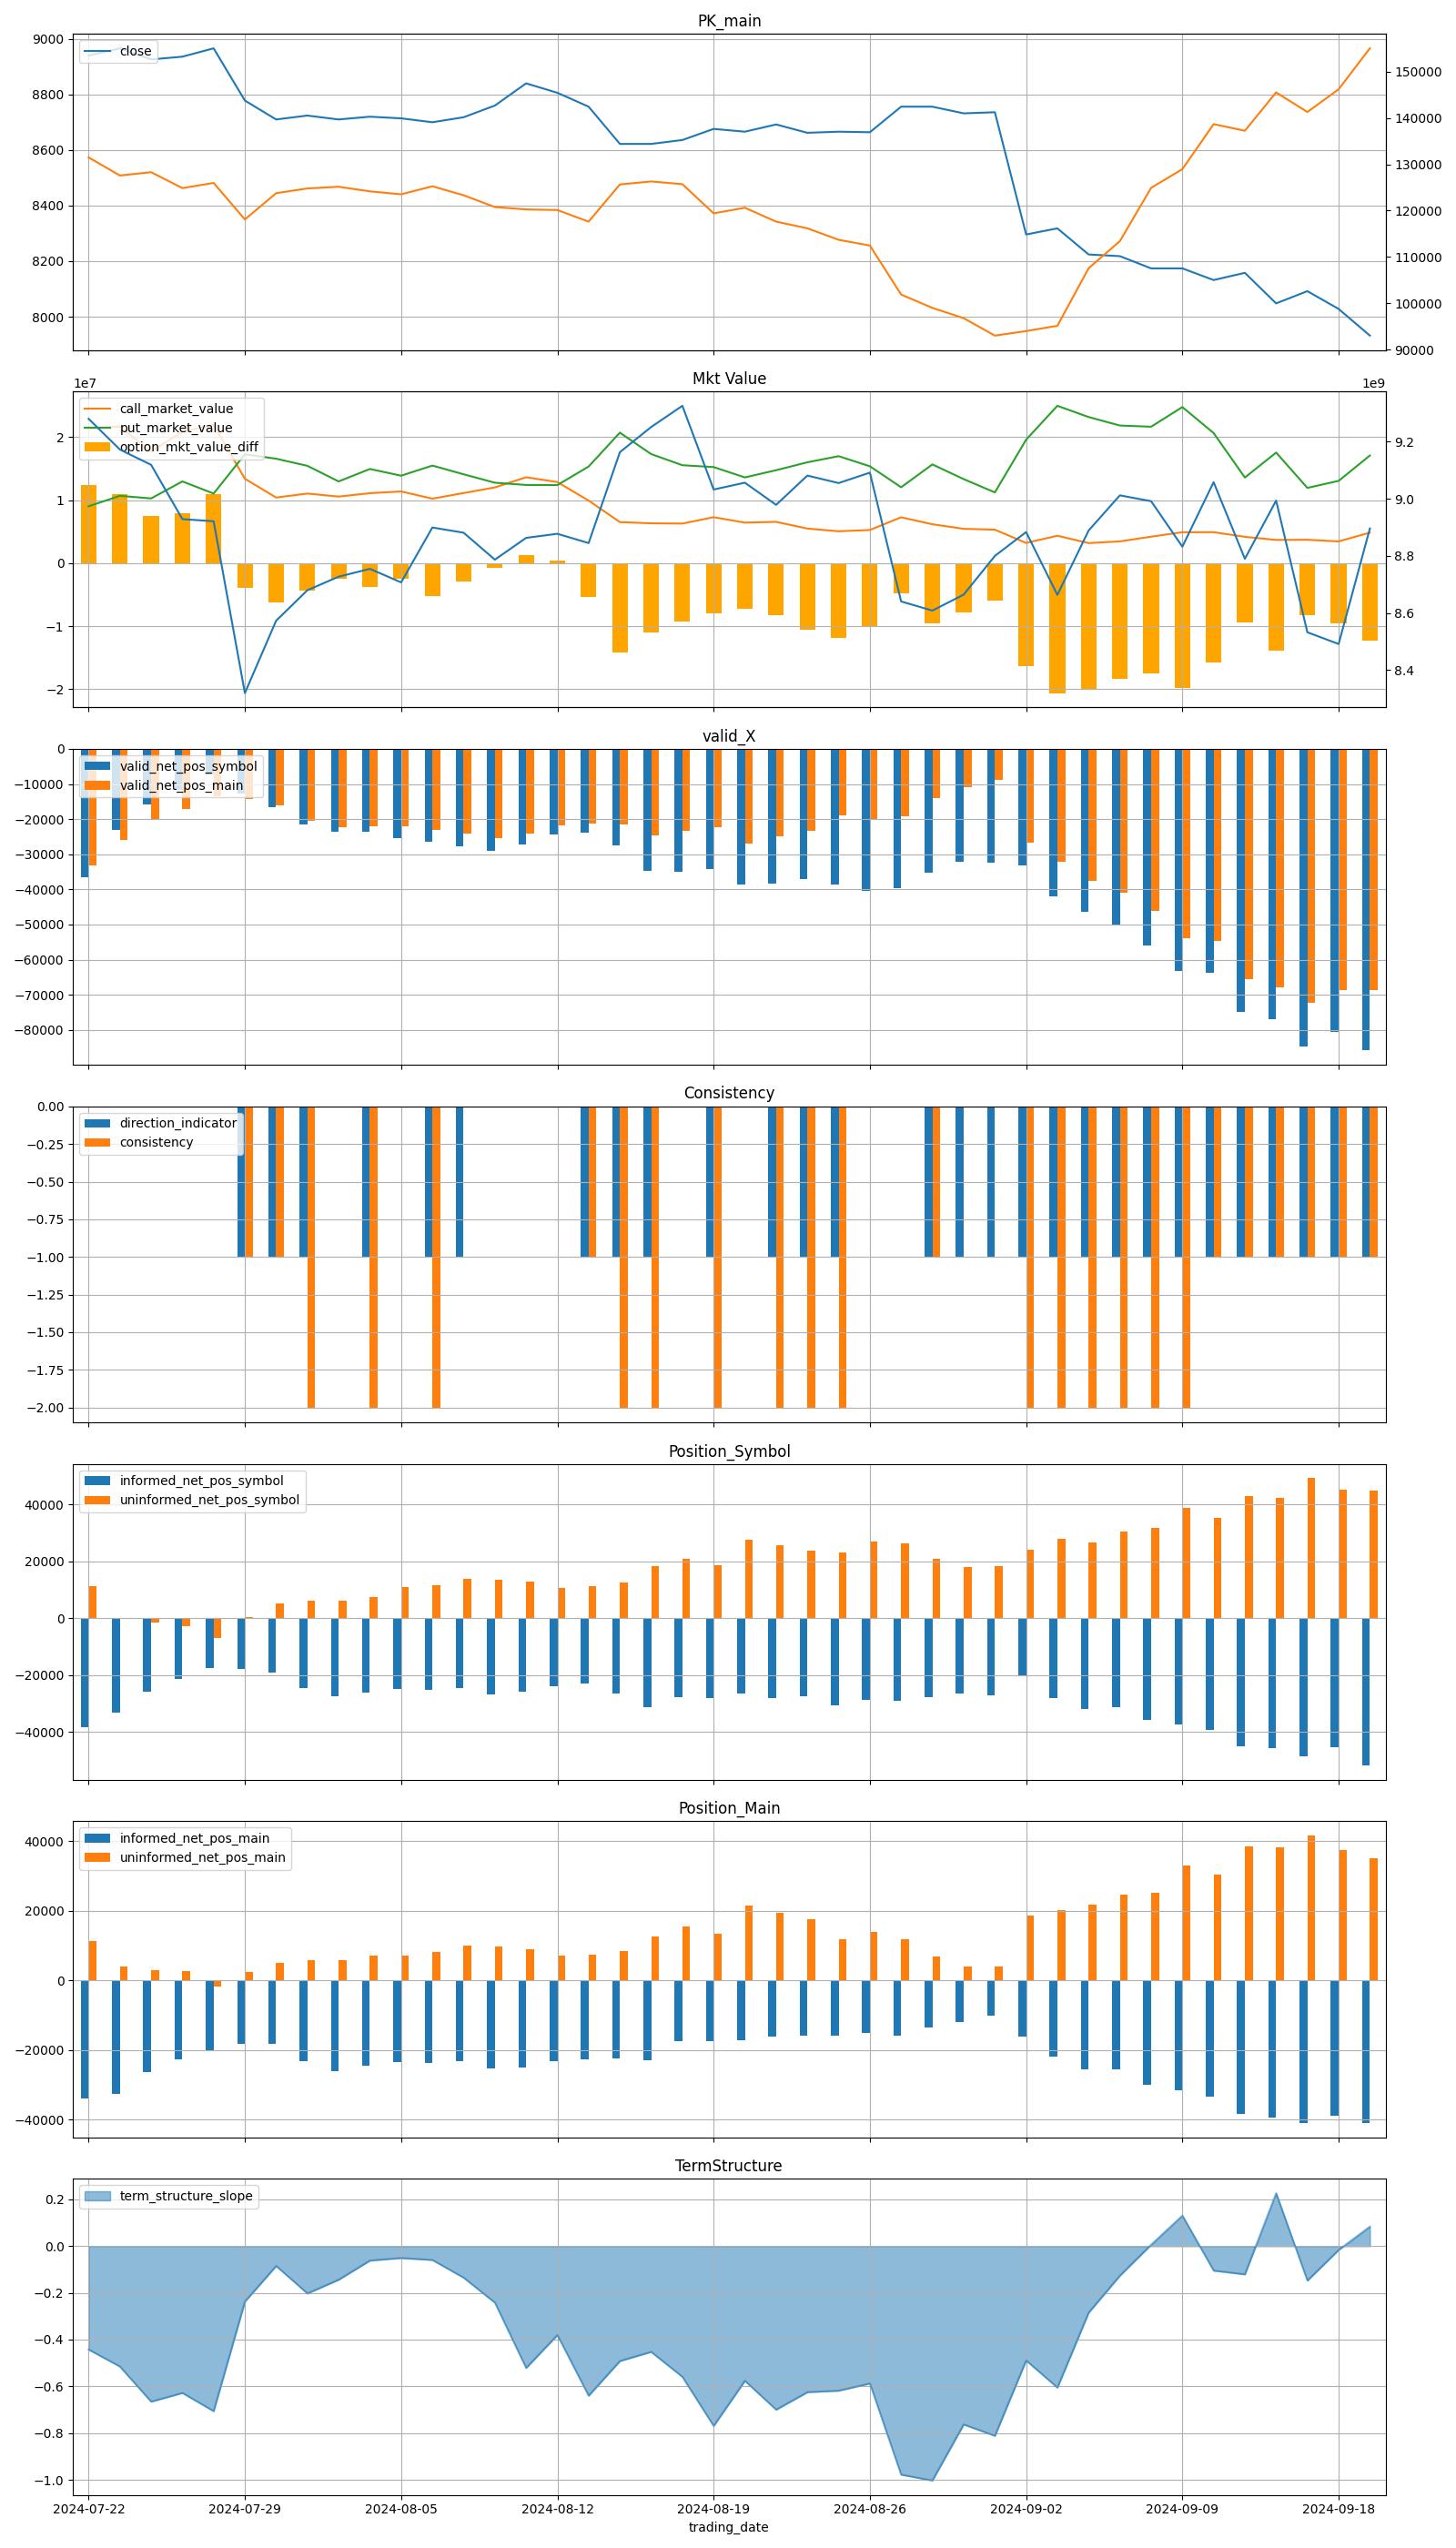 PK_main
close
9000
8800
8600
8400
8200
8000
150000
140000
130000
120000
110000
100000
90000
Mkt Value
1e7
1e9
call_market_value
put_market_value
option_mkt_value_diff
2
1
0
−1
−2
9.2
9.0
8.8
8.6
8.4
valid_X
valid_net_pos_symbol
valid_net_pos_main
0
−10000
−20000
−30000
−40000
−50000
−60000
−70000
−80000
Consistency
direction_indicator
consistency
0.00
−0.25
−0.50
−0.75
−1.00
−1.25
−1.50
−1.75
−2.00
Position_Symbol
informed_net_pos_symbol
uninformed_net_pos_symbol
40000
20000
0
−20000
−40000
Position_Main
informed_net_pos_main
uninformed_net_pos_main
40000
20000
0
−20000
−40000
TermStructure
term_structure_slope
0.2
0.0
−0.2
−0.4
−0.6
−0.8
−1.0
2024-07-22 2024-07-29 2024-08-05 2024-08-12 2024-08-19 2024-08-26 2024-09-02 2024-09-09 2024-09-18
trading_date